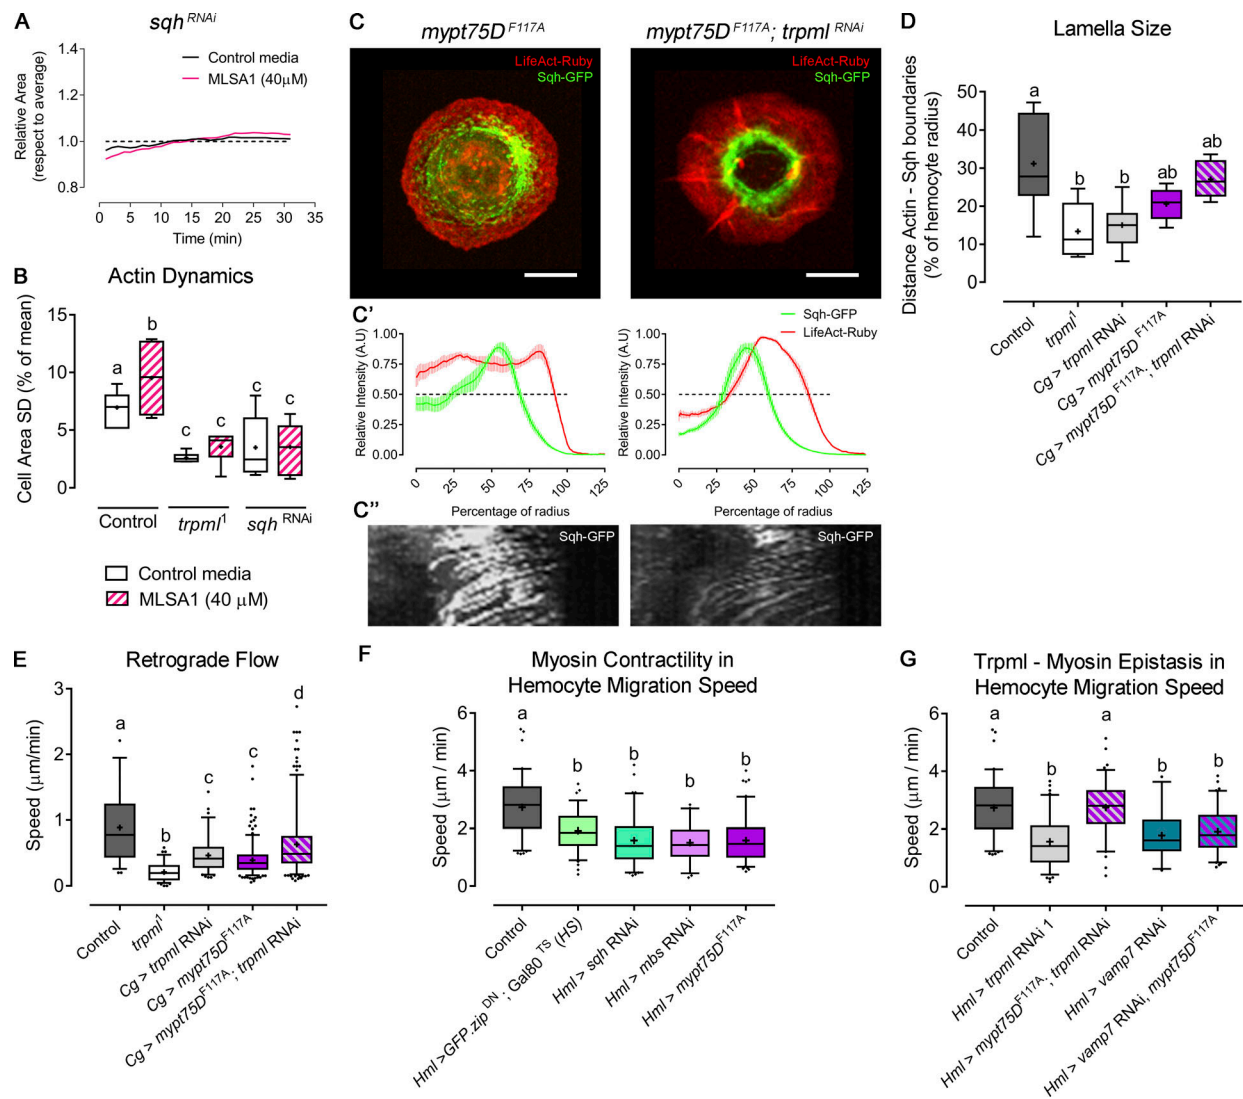 A
sqh RNAi
1.4
1.2
1.0
0.8
Relative Area
(respect to average)
Control media
MLSA1 (40μM)
0 5 10 15 20 25 30 35
Time (min)
B
Actin Dynamics
15
10
5
0
Cell Area SD (% of mean)
a b c c c c
Control trpml1 sqh RNAi
Control media
MLSA1 (40 μM)
C
mypt75D F117A
mypt75D F117A; trpml RNAi
LifeAct-Ruby
Sqh-GFP
LifeAct-Ruby
Sqh-GFP
C'
Sqh-GFP
LifeAct-Ruby
Relative Intensity (A.U)
1.00
0.75
0.50
0.25
0.00
0 25 50 75 100 125
Percentage of radius
Relative Intensity (A.U)
1.00
0.75
0.50
0.25
0.00
0 25 50 75 100 125
Percentage of radius
C''
Sqh-GFP
Sqh-GFP
D
Lamella Size
50
40
30
20
10
0
Distance Actin - Sqh boundaries
(% of hemocyte radius)
a b b ab ab
Control
trpml1
Cg > trpml RNAi
Cg > mypt75D F117A
Cg > mypt75D F117A; trpml RNAi
E
Retrograde Flow
3
2
1
0
Speed (μm/min)
a b c c d
Control
trpml1
Cg > trpml RNAi
Cg > mypt75D F117A
Cg > mypt75D F117A; trpml RNAi
F
Myosin Contractility in
Hemocyte Migration Speed
6
4
2
0
Speed (μm / min)
a b b b b
Control
Hml >GFP.zip DN ; Gal80 TS (HS)
Hml > sqh RNAi
Hml > mbs RNAi
Hml > mypt75D F117A
G
Trpml - Myosin Epistasis in
Hemocyte Migration Speed
6
4
2
0
Speed (μm / min)
a b a b b
Control
Hml > trpml RNAi 1
Hml > mypt75D F117A; trpml RNAi
Hml > vamp7 RNAi
Hml > vamp7 RNAi, mypt75D F117A